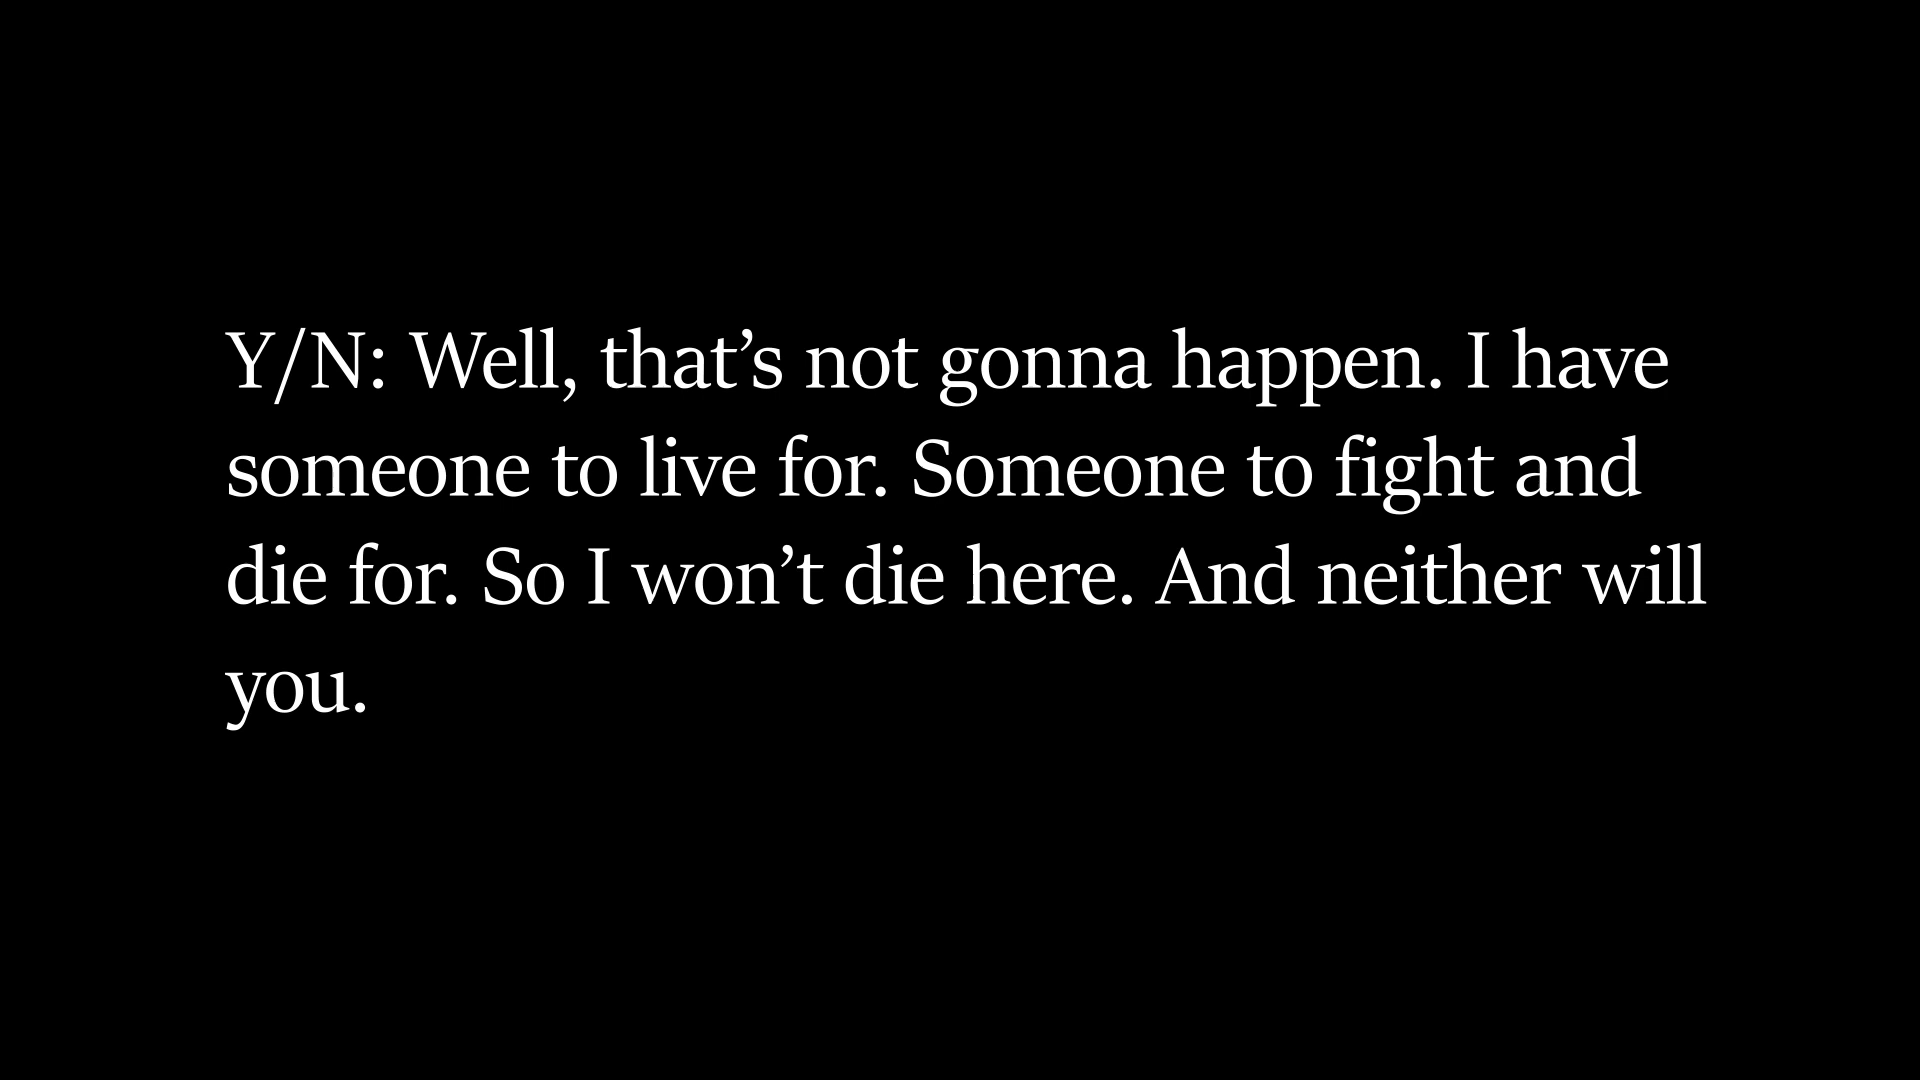 Y/N: Well, that’s not gonna happen. I have
someone to live for. Someone to fight and
die for. So I won’t die here. And neither will
you.